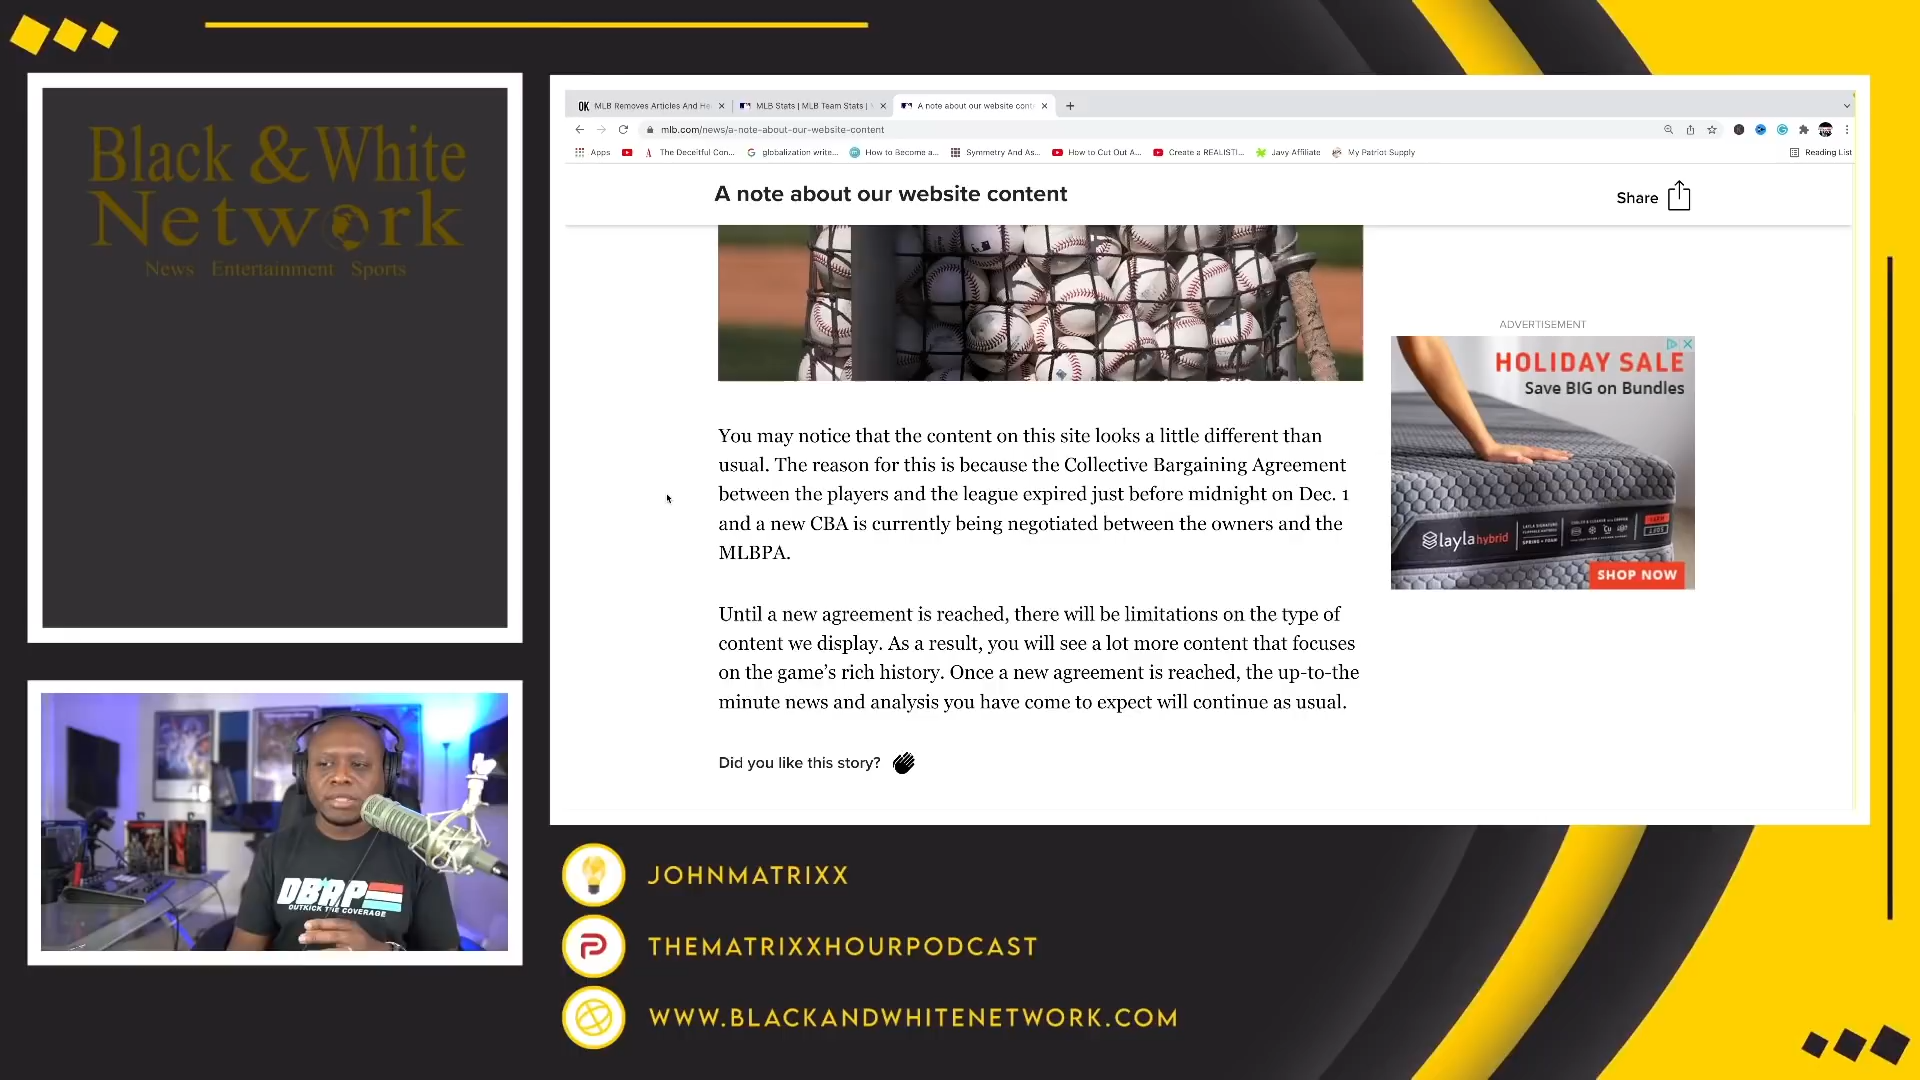 Black & White
Network
News Entertainment Sports
OK MLB Removes Articles And He
MLB Stats | MLB Team Stats |
A note about our website cont
mlb.com/news/a-note-about-our-website-content
Apps
The Deceitful Con...
globalization write...
How to Become a...
Symmetry And As...
How to Cut Out A...
Create a REALISTI...
Javy Affiliate
My Patriot Supply
Reading List
A note about our website content
Share
You may notice that the content on this site looks a little different than
usual. The reason for this is because the Collective Bargaining Agreement
between the players and the league expired just before midnight on Dec. 1
and a new CBA is currently being negotiated between the owners and the
MLBPA.
Until a new agreement is reached, there will be limitations on the type of
content we display. As a result, you will see a lot more content that focuses
on the game’s rich history. Once a new agreement is reached, the up-to-the
minute news and analysis you have come to expect will continue as usual.
Did you like this story?
ADVERTISEMENT
HOLIDAY SALE
Save BIG on Bundles
layla hybrid
SHOP NOW
DBAP
OUTKICK THE COVERAGE
JOHNMATRIXX
THEMATRIXXHOURPODCAST
WWW.BLACKANDWHITENETWORK.COM